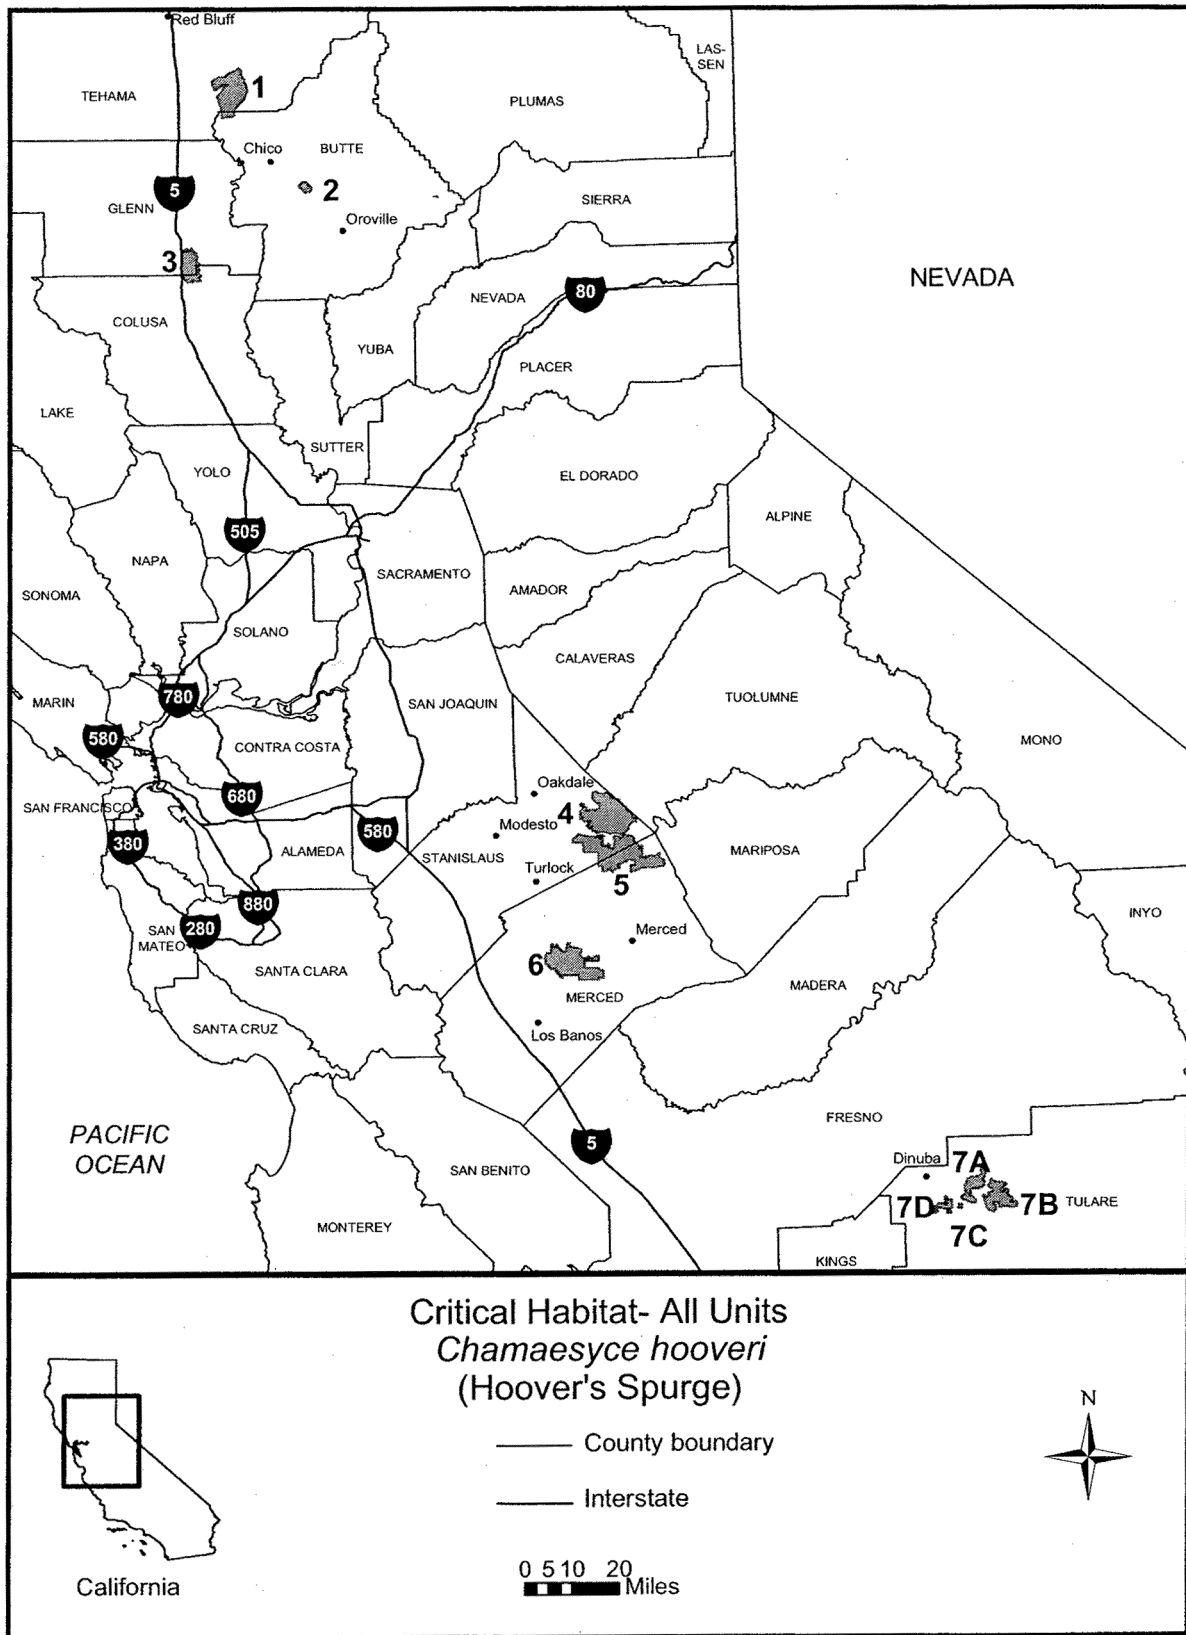 Red Bluff
LAS-
SEN
1
TEHAMA
PLUMAS
Chico
BUTTE
5
2
GLENN
SIERRA
Oroville
3
NEVADA
80
NEVADA
COLUSA
YUBA
PLACER
LAKE
SUTTER
YOLO
EL DORADO
ALPINE
505
NAPA
SACRAMENTO
AMADOR
SONOMA
SOLANO
CALAVERAS
780
TUOLUMNE
MARIN
SAN JOAQUIN
580
CONTRA COSTA
MONO
Oakdale
680
SAN FRANCISCO
4
580
Modesto
380
ALAMEDA
STANISLAUS
MARIPOSA
Turlock
5
880
INYO
280
SAN
MATEO
Merced
6
SANTA CLARA
MADERA
MERCED
SANTA CRUZ
Los Banos
FRESNO
PACIFIC
OCEAN
5
Dinuba
7A
SAN BENITO
7D
7B
TULARE
MONTEREY
7C
KINGS
Critical Habitat- All Units
Chamaesyce hooveri
(Hoover's Spurge)
N
County boundary
Interstate
0 5 10 20
Miles
California